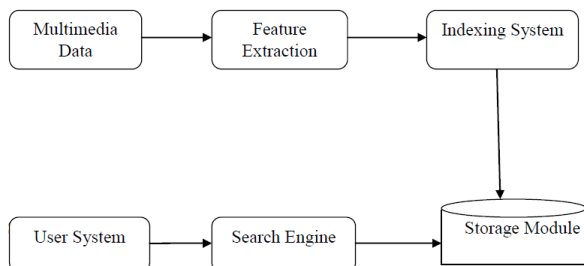 Multimedia
Data
Feature
Extraction
Indexing System
User System
Search Engine
Storage Module